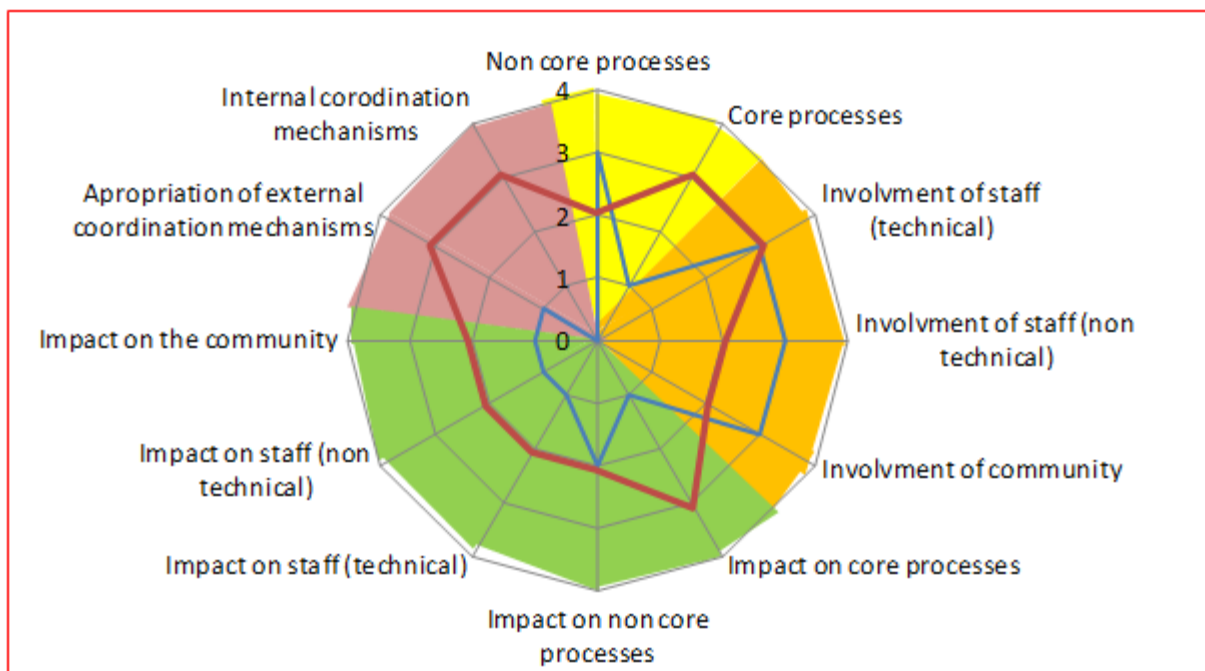 Non core processes
Core processes
Involvment of staff
(technical)
Involvment of staff (non
technical)
Involvment of community
Impact on core processes
Impact on non core
processes
Impact on staff (technical)
Impact on staff (non
technical)
Impact on the community
Apropriation of external
coordination mechanisms
Internal corodination
mechanisms
4
3
2
1
0